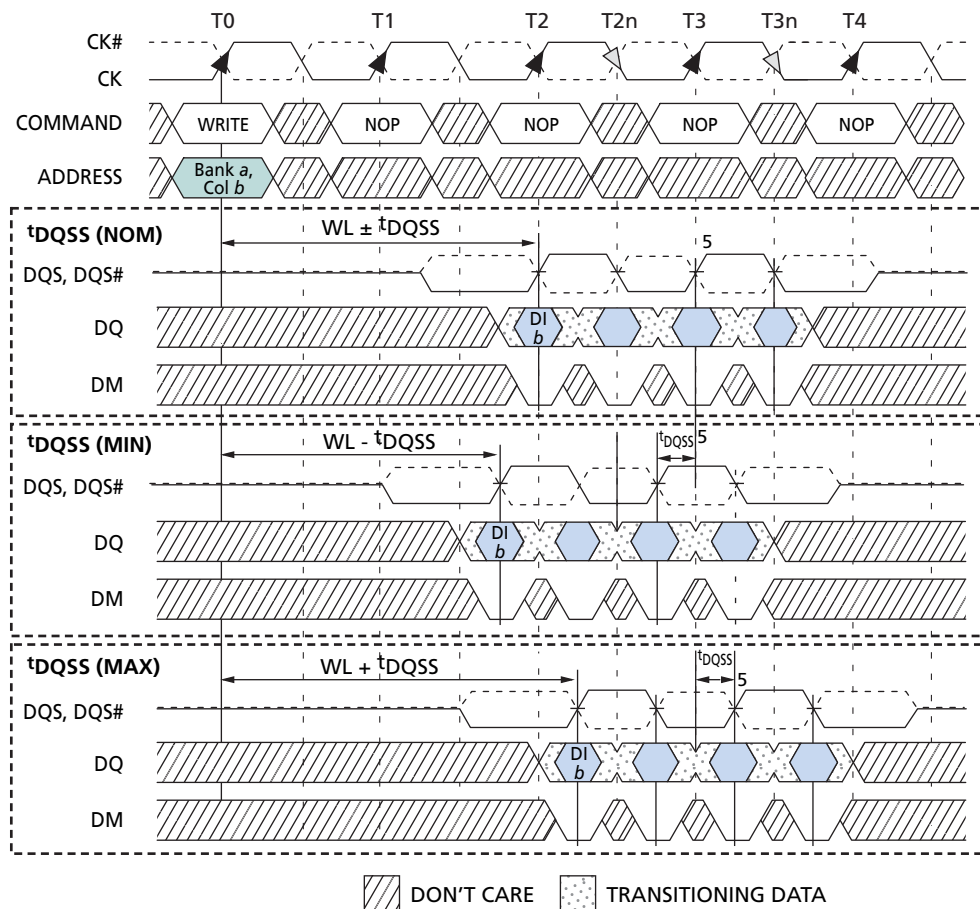 T0 T1 T2 T2n T3 T3n T4
CK#
CK
COMMAND WRITE NOP NOP NOP NOP
ADDRESS Bank a,
Col b
tDQSS (NOM) WL ± tDQSS
5
DQS, DQS#
DQ DI
b
DM
tDQSS (MIN) WL - tDQSS tDQSS 5
DQS, DQS#
DQ DI
b
DM
tDQSS (MAX) WL + tDQSS tDQSS
5
DQS, DQS#
DQ DI
b
DM
DON'T CARE TRANSITIONING DATA